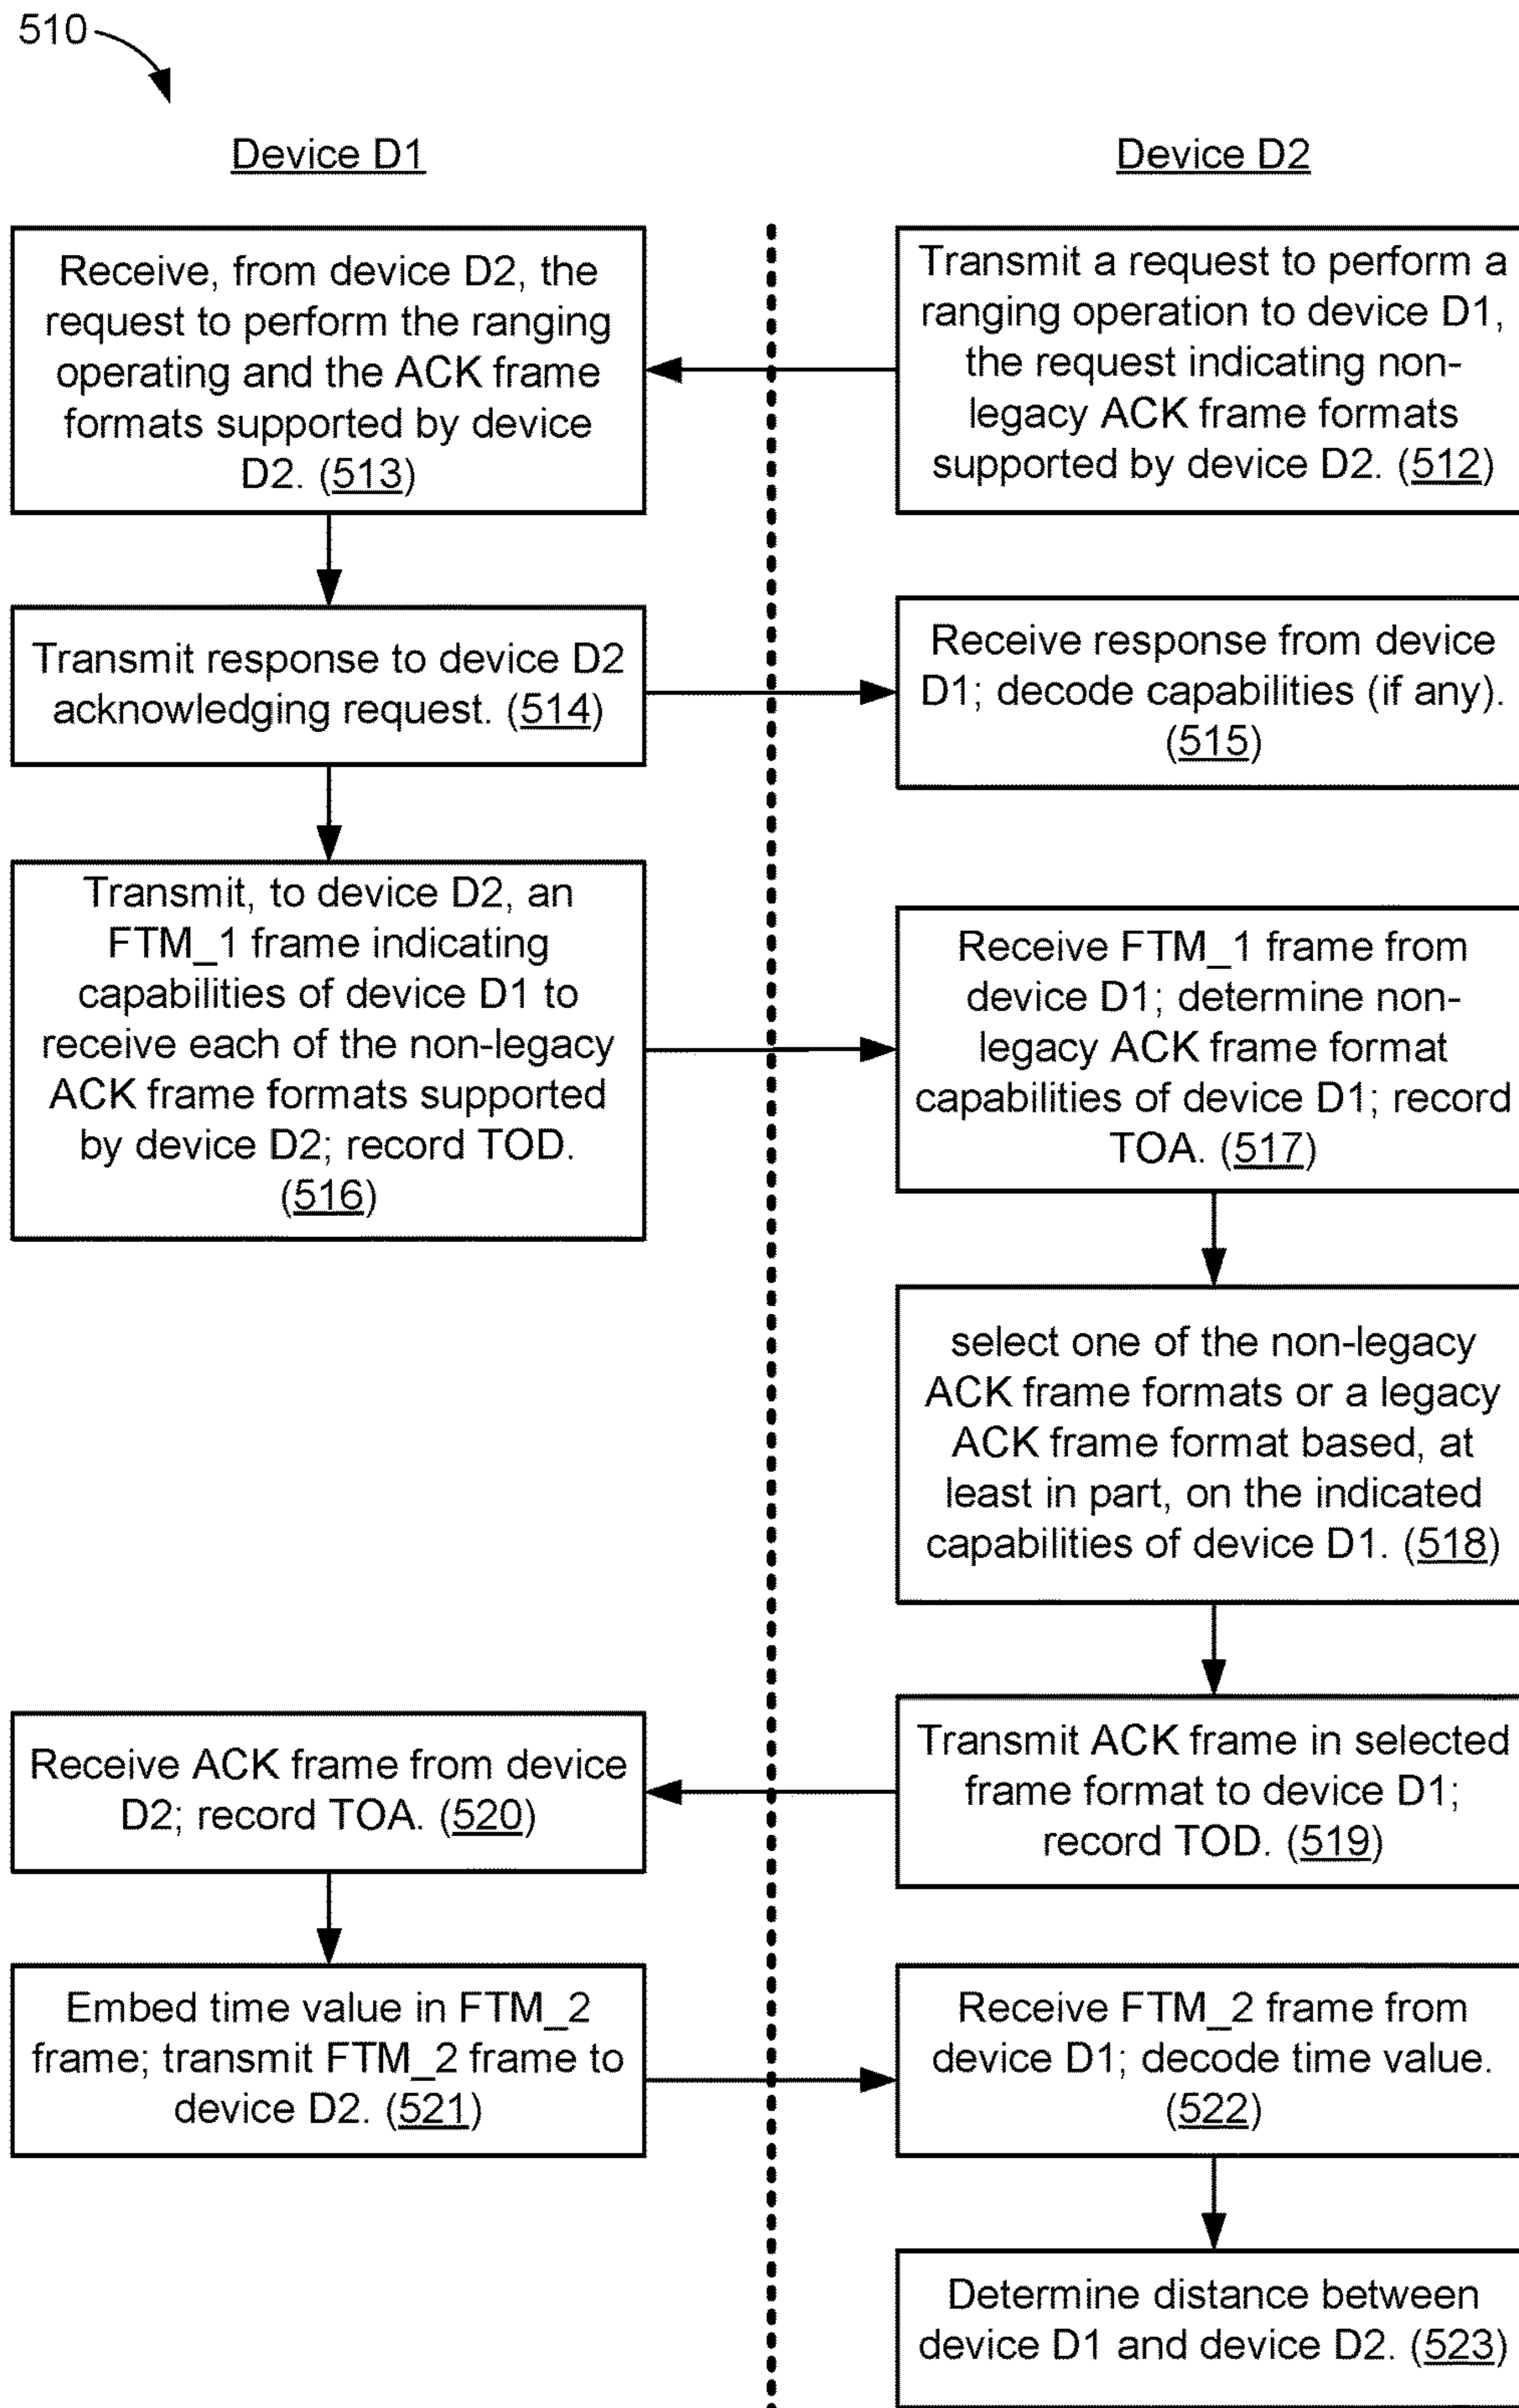 510
Device D1
Device D2
Receive, from device D2, the
request to perform the ranging
operating and the ACK frame
formats supported by device
D2. (513)
Transmit a request to perform a
ranging operation to device D1,
the request indicating non-
legacy ACK frame formats
supported by device D2. (512)
Transmit response to device D2
acknowledging request. (514)
Receive response from device
D1; decode capabilities (if any).
(515)
Transmit, to device D2, an
FTM_1 frame indicating
capabilities of device D1 to
receive each of the non-legacy
ACK frame formats supported
by device D2; record TOD.
(516)
Receive FTM_1 frame from
device D1; determine non-
legacy ACK frame format
capabilities of device D1; record
TOA. (517)
select one of the non-legacy
ACK frame formats or a legacy
ACK frame format based, at
least in part, on the indicated
capabilities of device D1. (518)
Transmit ACK frame in selected
frame format to device D1;
record TOD. (519)
Receive ACK frame from device
D2; record TOA. (520)
Embed time value in FTM_2
frame; transmit FTM_2 frame to
device D2. (521)
Receive FTM_2 frame from
device D1; decode time value.
(522)
Determine distance between
device D1 and device D2. (523)